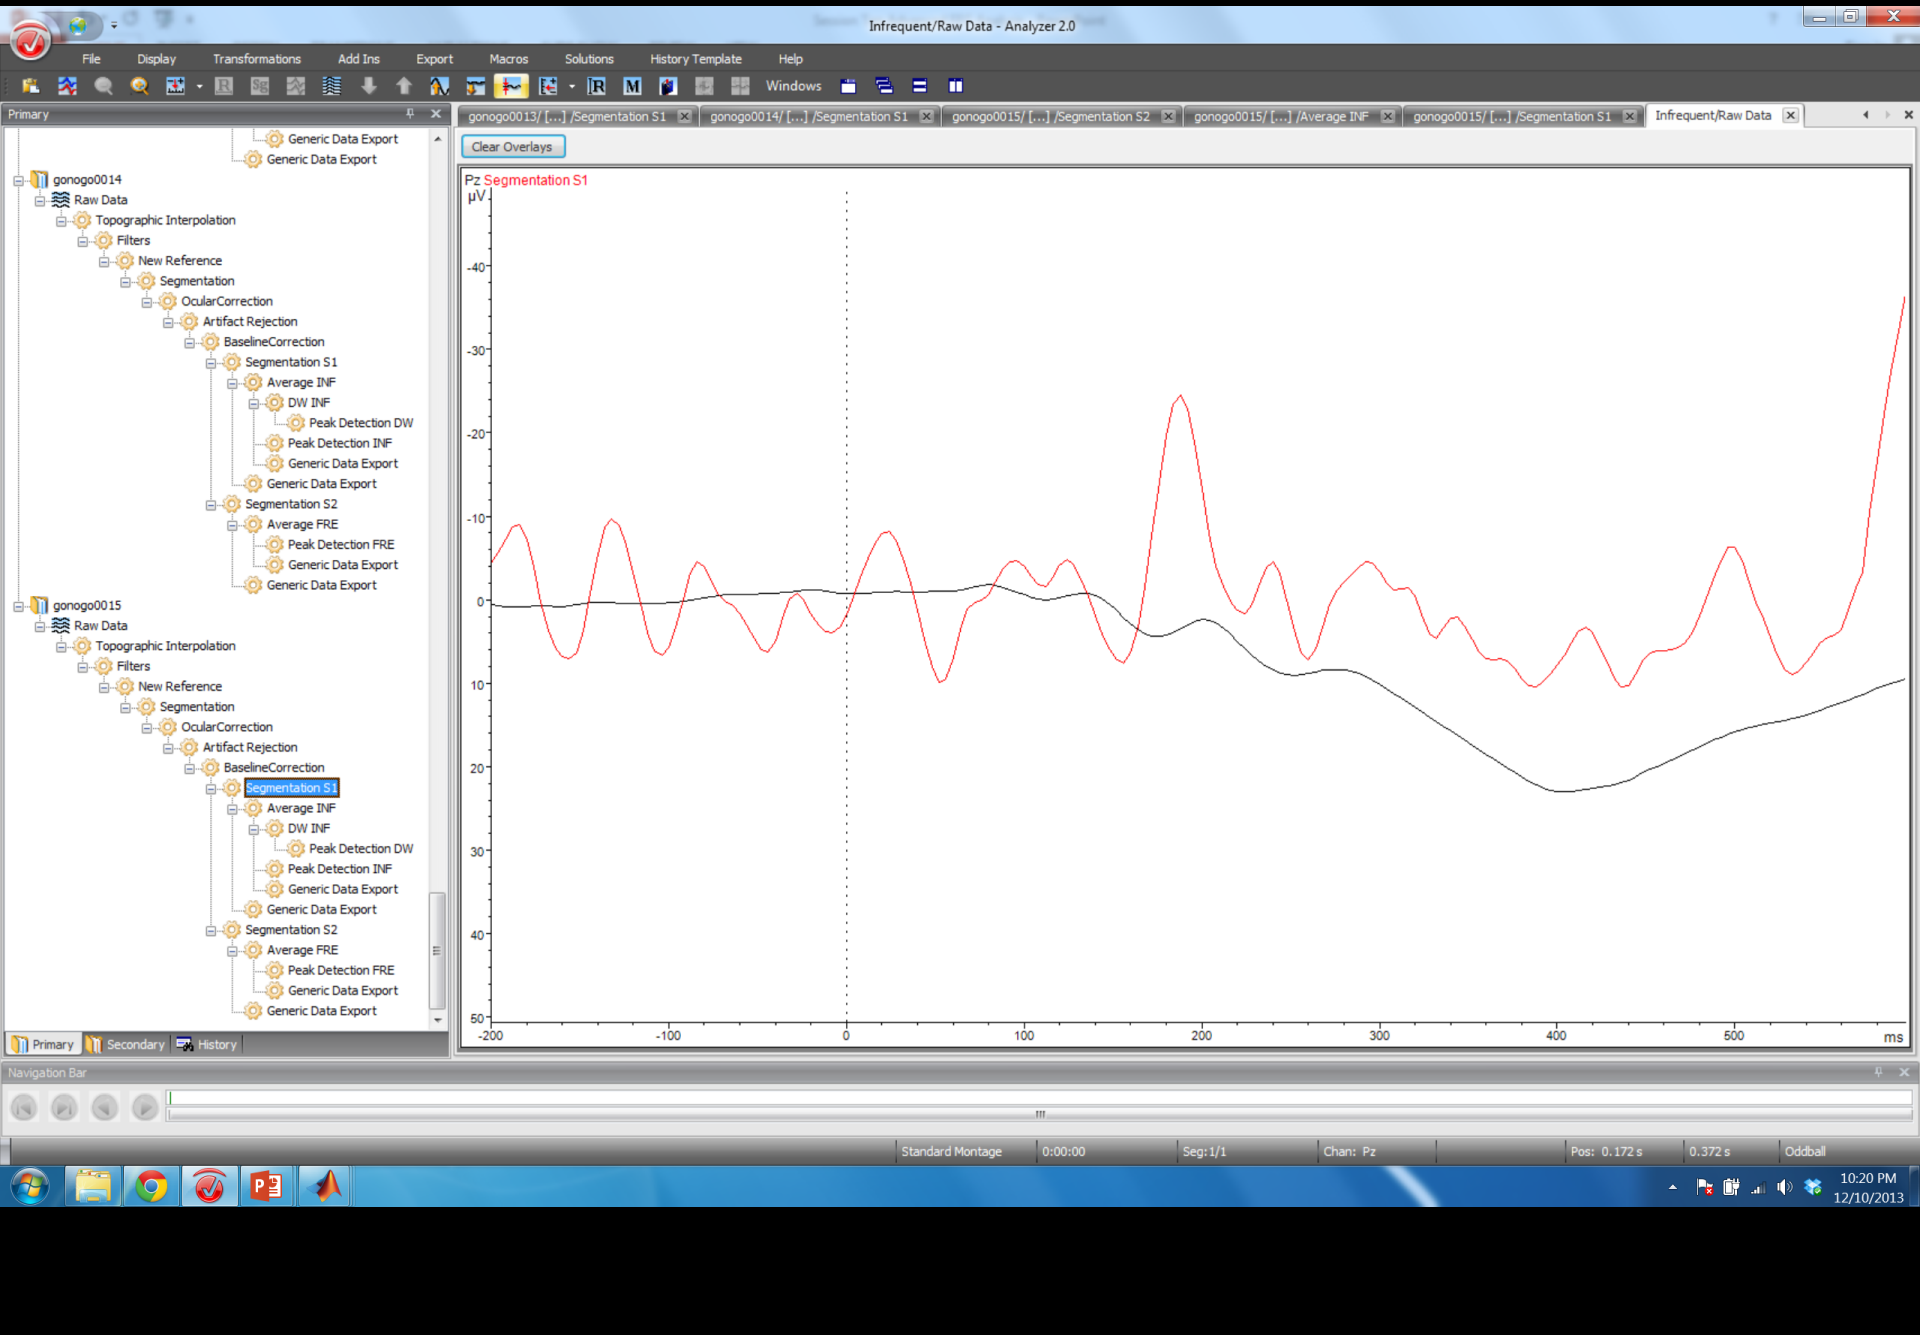 Infrequent/Raw Data - Analyzer 2.0
File Display Transformations Add Ins Export Macros Solutions History Template Help
R Sg R M Windows
Primary
Generic Data Export
Generic Data Export
gonogo0014
Raw Data
Topographic Interpolation
Filters
New Reference
Segmentation
OcularCorrection
Artifact Rejection
BaselineCorrection
Segmentation S1
Average INF
DW INF
Peak Detection DW
Peak Detection INF
Generic Data Export
Generic Data Export
Segmentation S2
Average FRE
Peak Detection FRE
Generic Data Export
Generic Data Export
gonogo0015
Raw Data
Topographic Interpolation
Filters
New Reference
Segmentation
OcularCorrection
Artifact Rejection
BaselineCorrection
Segmentation S1
Average INF
DW INF
Peak Detection DW
Peak Detection INF
Generic Data Export
Generic Data Export
Segmentation S2
Average FRE
Peak Detection FRE
Generic Data Export
Generic Data Export
Primary Secondary History
gonogo0013/ [...] /Segmentation S1 gonogo0014/ [...] /Segmentation S1 gonogo0015/ [...] /Segmentation S2 gonogo0015/ [...] /Average INF gonogo0015/ [...] /Segmentation S1 Infrequent/Raw Data
Clear Overlays
Pz Segmentation S1
µV
-40
-30
-20
-10
0
10
20
30
40
50
-200 -100 0 100 200 300 400 500 ms
Navigation Bar
Standard Montage 0:00:00 Seg:1/1 Chan: Pz Pos: 0.172 s 0.372 s Oddball
10:20 PM
12/10/2013